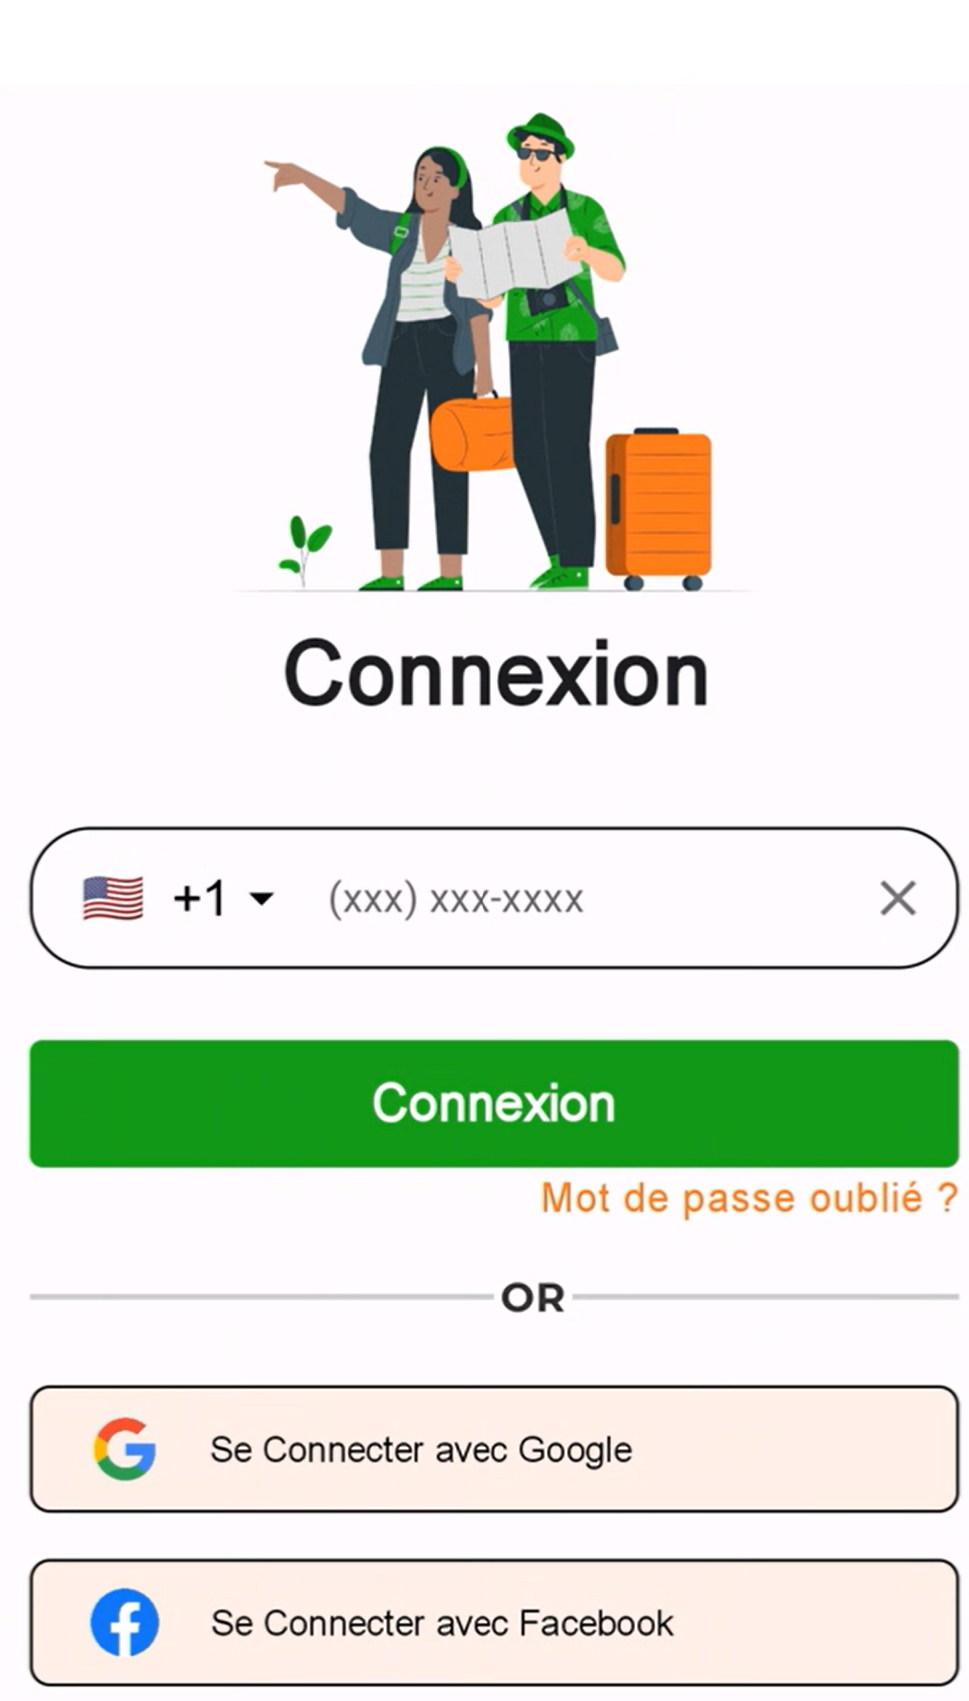 Connexion
+1 (xxx) xxx-xxxx
Connexion
Mot de passe oublié ?
OR
Se Connecter avec Google
Se Connecter avec Facebook